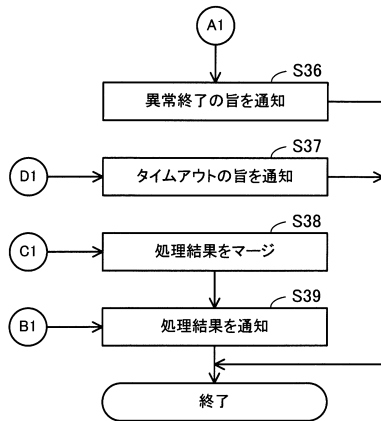 A1
S36
異常終了の旨を通知
S37
D1
タイムアウトの旨を通知
S38
C1
処理結果をマージ
S39
B1
処理結果を通知
終了